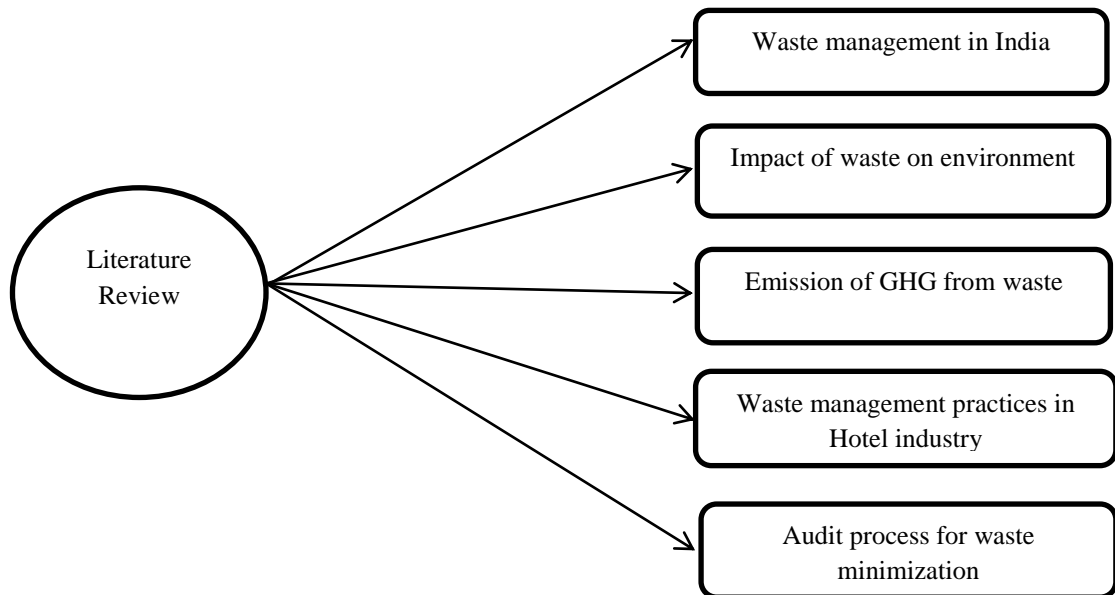 Literature
Review
Waste management in India
Impact of waste on environment
Emission of GHG from waste
Waste management practices in
Hotel industry
Audit process for waste
minimization